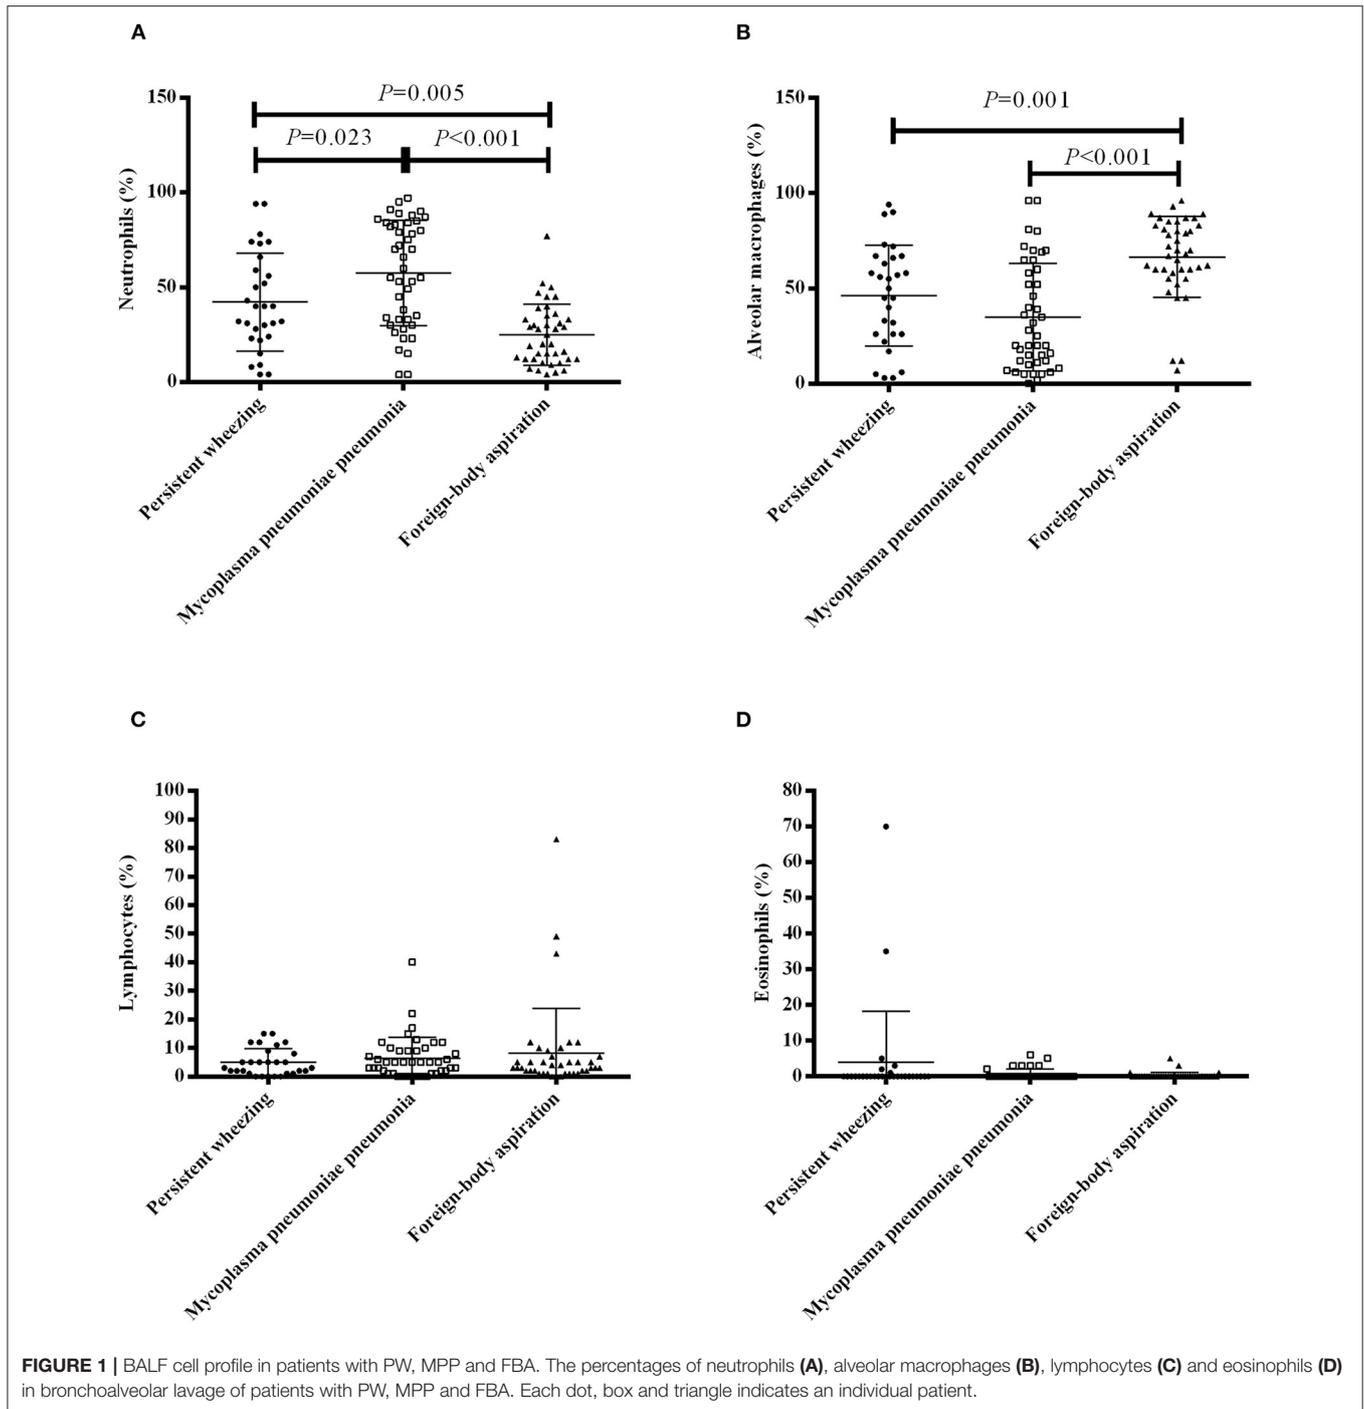 A
P=0.005
P=0.023
P<0.001
150
100
50
0
Neutrophils (%)
Persistent wheezing
Mycoplasma pneumoniae pneumonia
Foreign-body aspiration
B
P=0.001
P<0.001
150
100
50
0
Alveolar macrophages (%)
Persistent wheezing
Mycoplasma pneumoniae pneumonia
Foreign-body aspiration
C
100
90
80
70
60
50
40
30
20
10
0
Lymphocytes (%)
Persistent wheezing
Mycoplasma pneumoniae pneumonia
Foreign-body aspiration
D
80
70
60
50
40
30
20
10
0
Eosinophils (%)
Persistent wheezing
Mycoplasma pneumoniae pneumonia
Foreign-body aspiration
FIGURE 1 | BALF cell profile in patients with PW, MPP and FBA. The percentages of neutrophils (A), alveolar macrophages (B), lymphocytes (C) and eosinophils (D)
in bronchoalveolar lavage of patients with PW, MPP and FBA. Each dot, box and triangle indicates an individual patient.